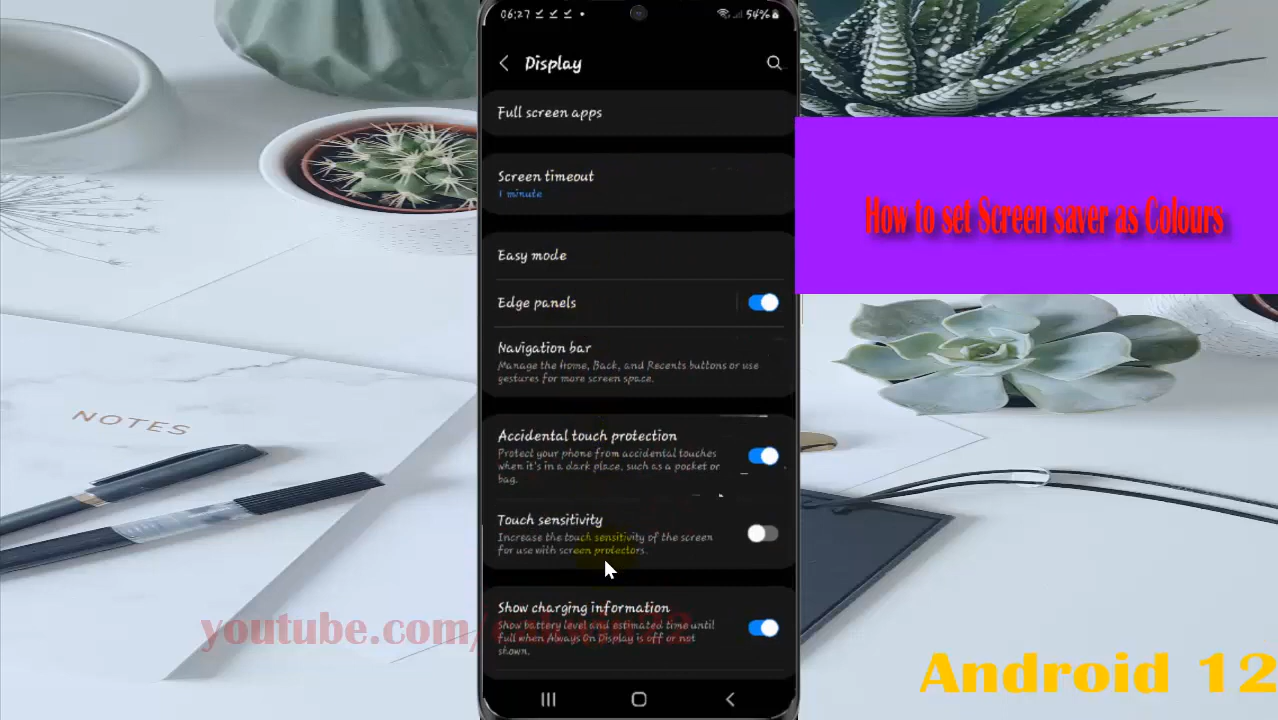 06:27
54%
Display
Full screen apps
Screen timeout
1 minute
Easy mode
Edge panels
Navigation bar
Manage the Home, Back, and Recents buttons or use
gestures for more screen space.
Accidental touch protection
Protect your phone from accidental touches
when it's in a dark place, such as a pocket or
bag.
Touch sensitivity
Increase the touch sensitivity of the screen
for use with screen protectors.
Show charging information
Show battery level and estimated time until
full when Always On Display is off or not
shown.
How to set Screen saver as Colours
NOTES
youtube.com/
Android 12